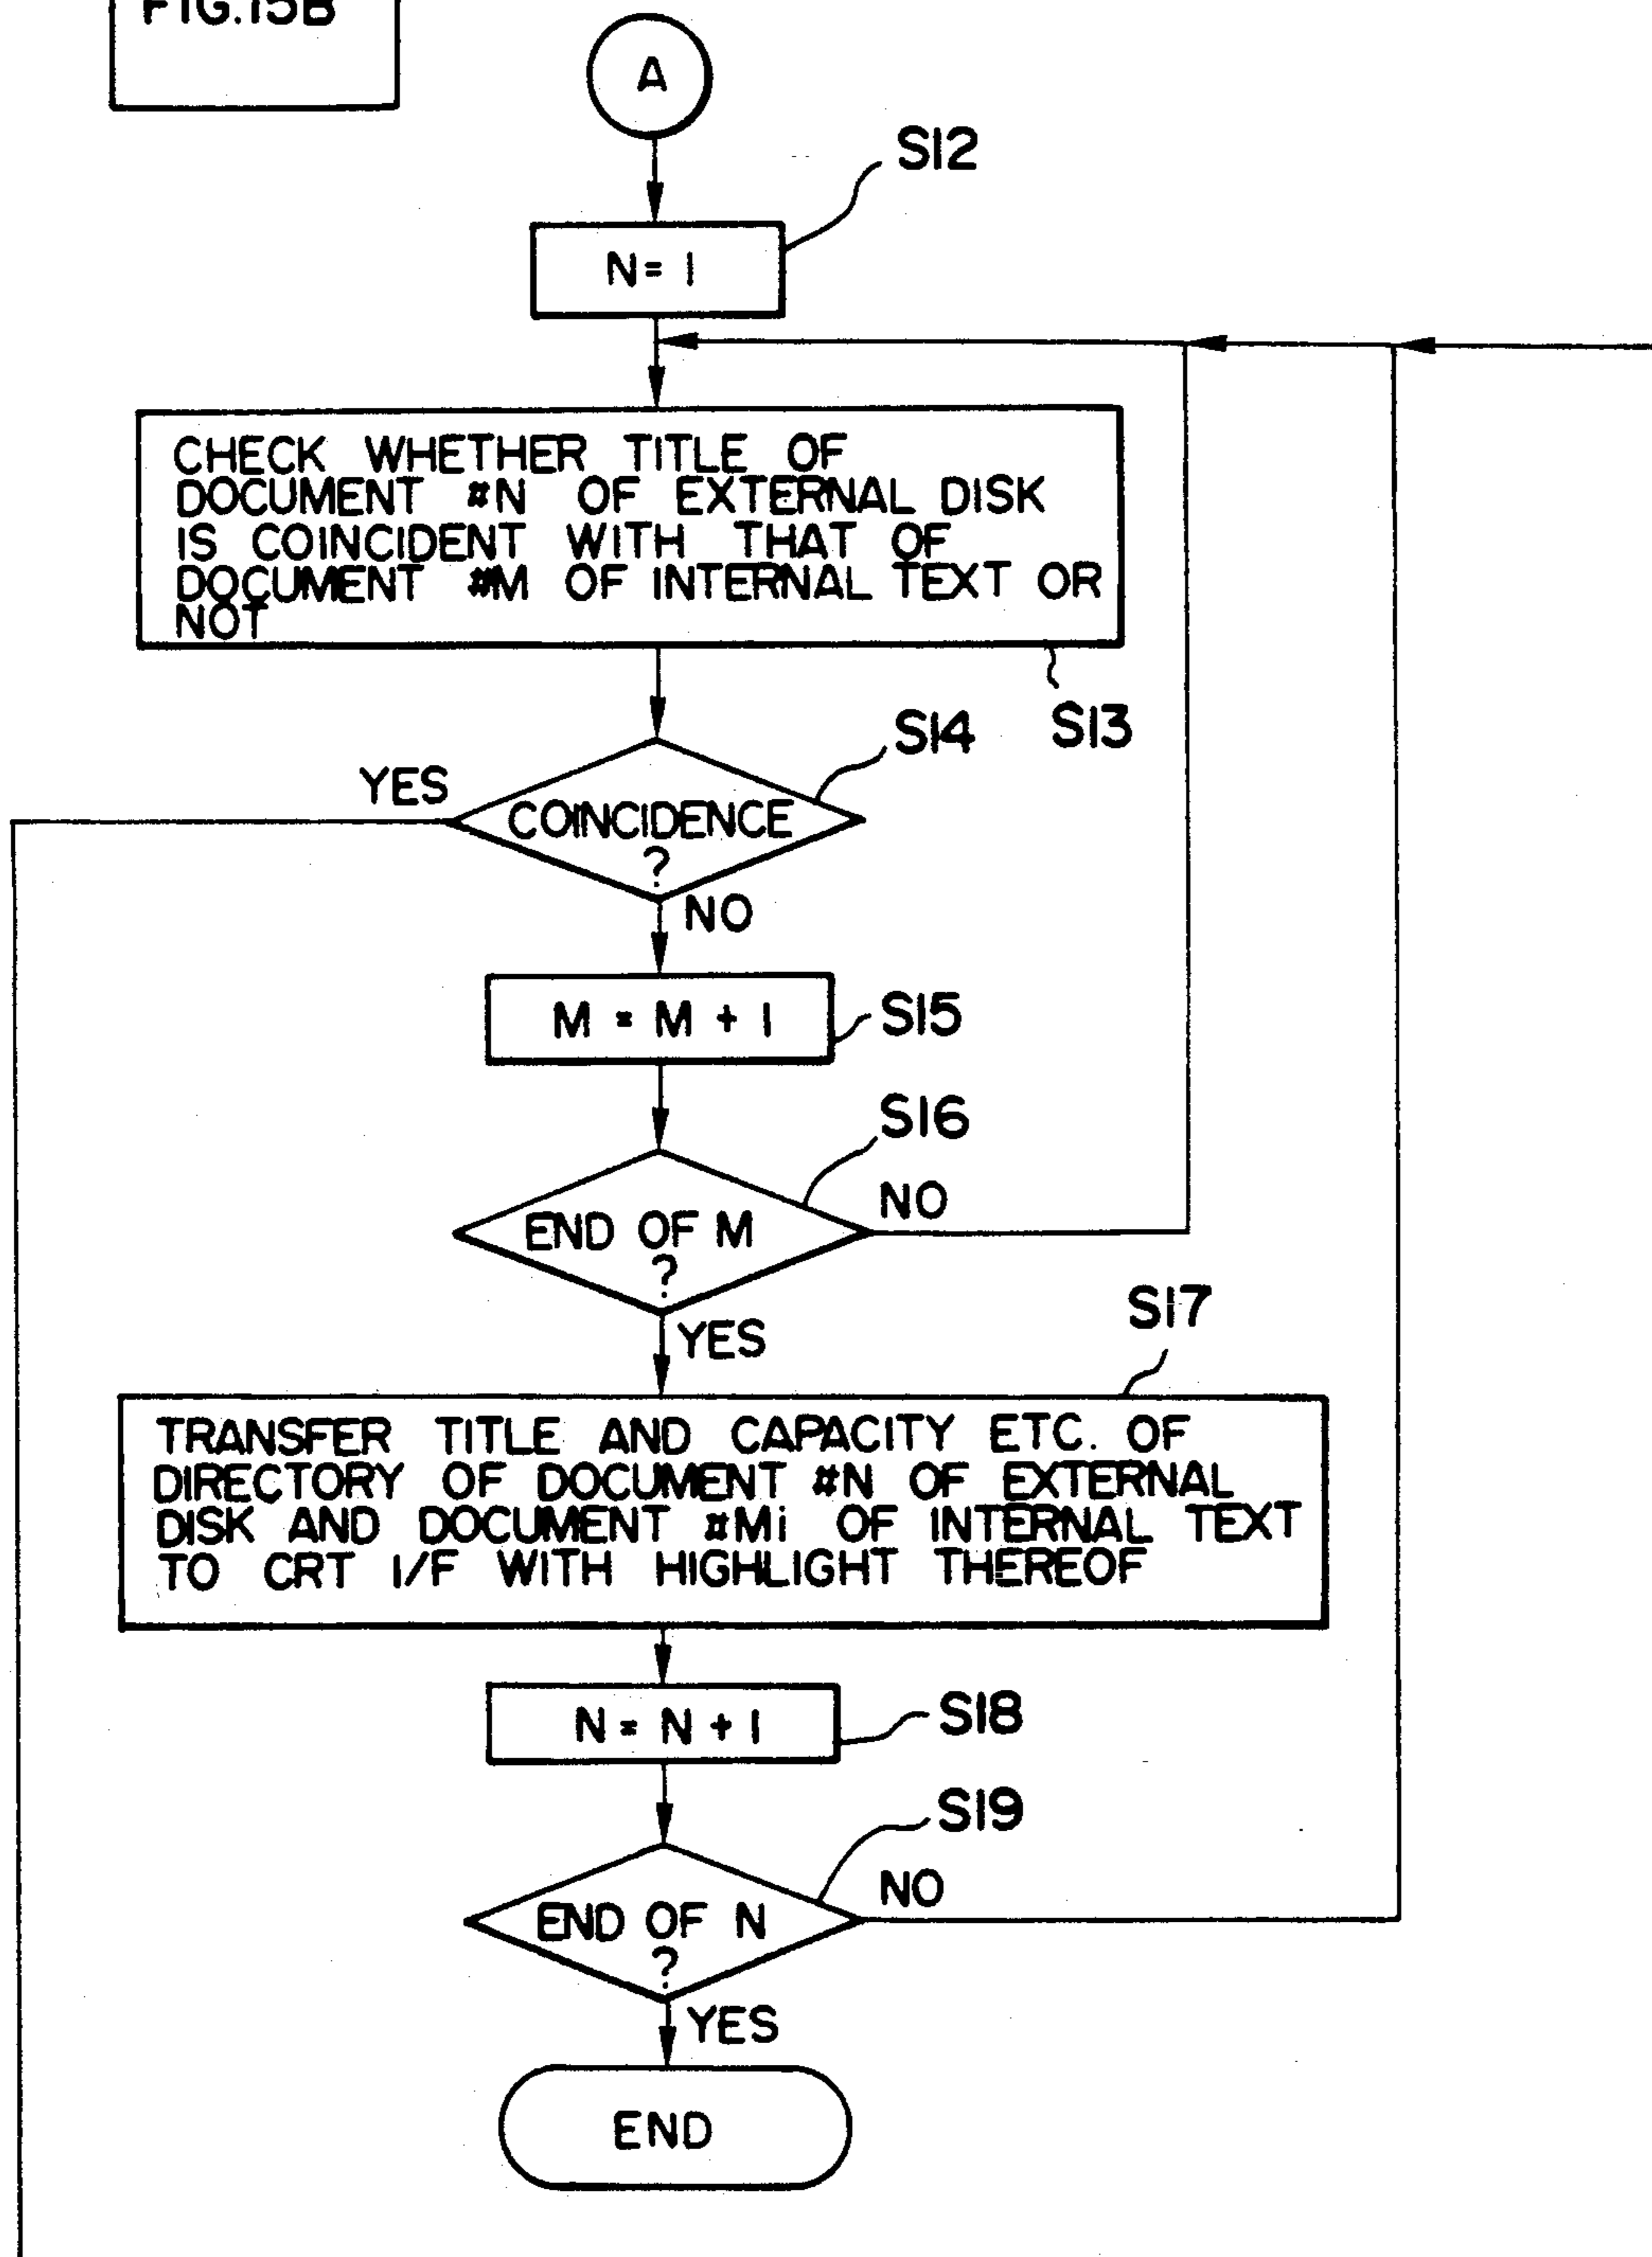 FIG.15B
A
S12
N= 1
CHECK WHETHER TITLE OF
DOCUMENT #N OF EXTERNAL DISK
IS COINCIDENT WITH THAT OF
DOCUMENT #M OF INTERNAL TEXT OR
NOT
S13
S14
YES
COINCIDENCE
?
NO
M = M + 1
S15
S16
END OF M
?
NO
YES
S17
TRANSFER TITLE AND CAPACITY ETC. OF
DIRECTORY OF DOCUMENT #N OF EXTERNAL
DISK AND DOCUMENT #Mi OF INTERNAL TEXT
TO CRT I/F WITH HIGHLIGHT THEREOF
N = N + 1
S18
S19
END OF N
?
NO
YES
END